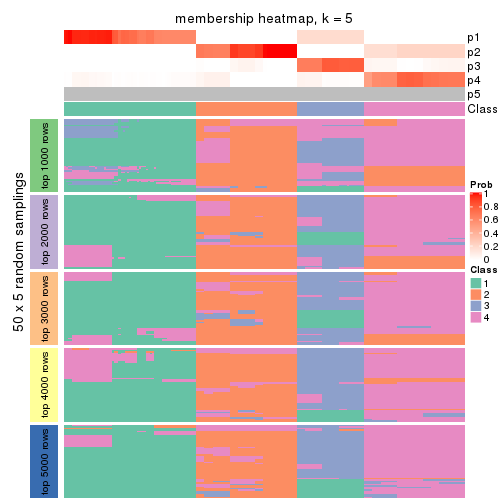 membership heatmap, k = 5
p1
p2
p3
p4
p5
Class
50 x 5 random samplings
top 1000 rows
top 2000 rows
top 3000 rows
top 4000 rows
top 5000 rows
Prob
1
0.8
0.6
0.4
0.2
0
Class
1
2
3
4